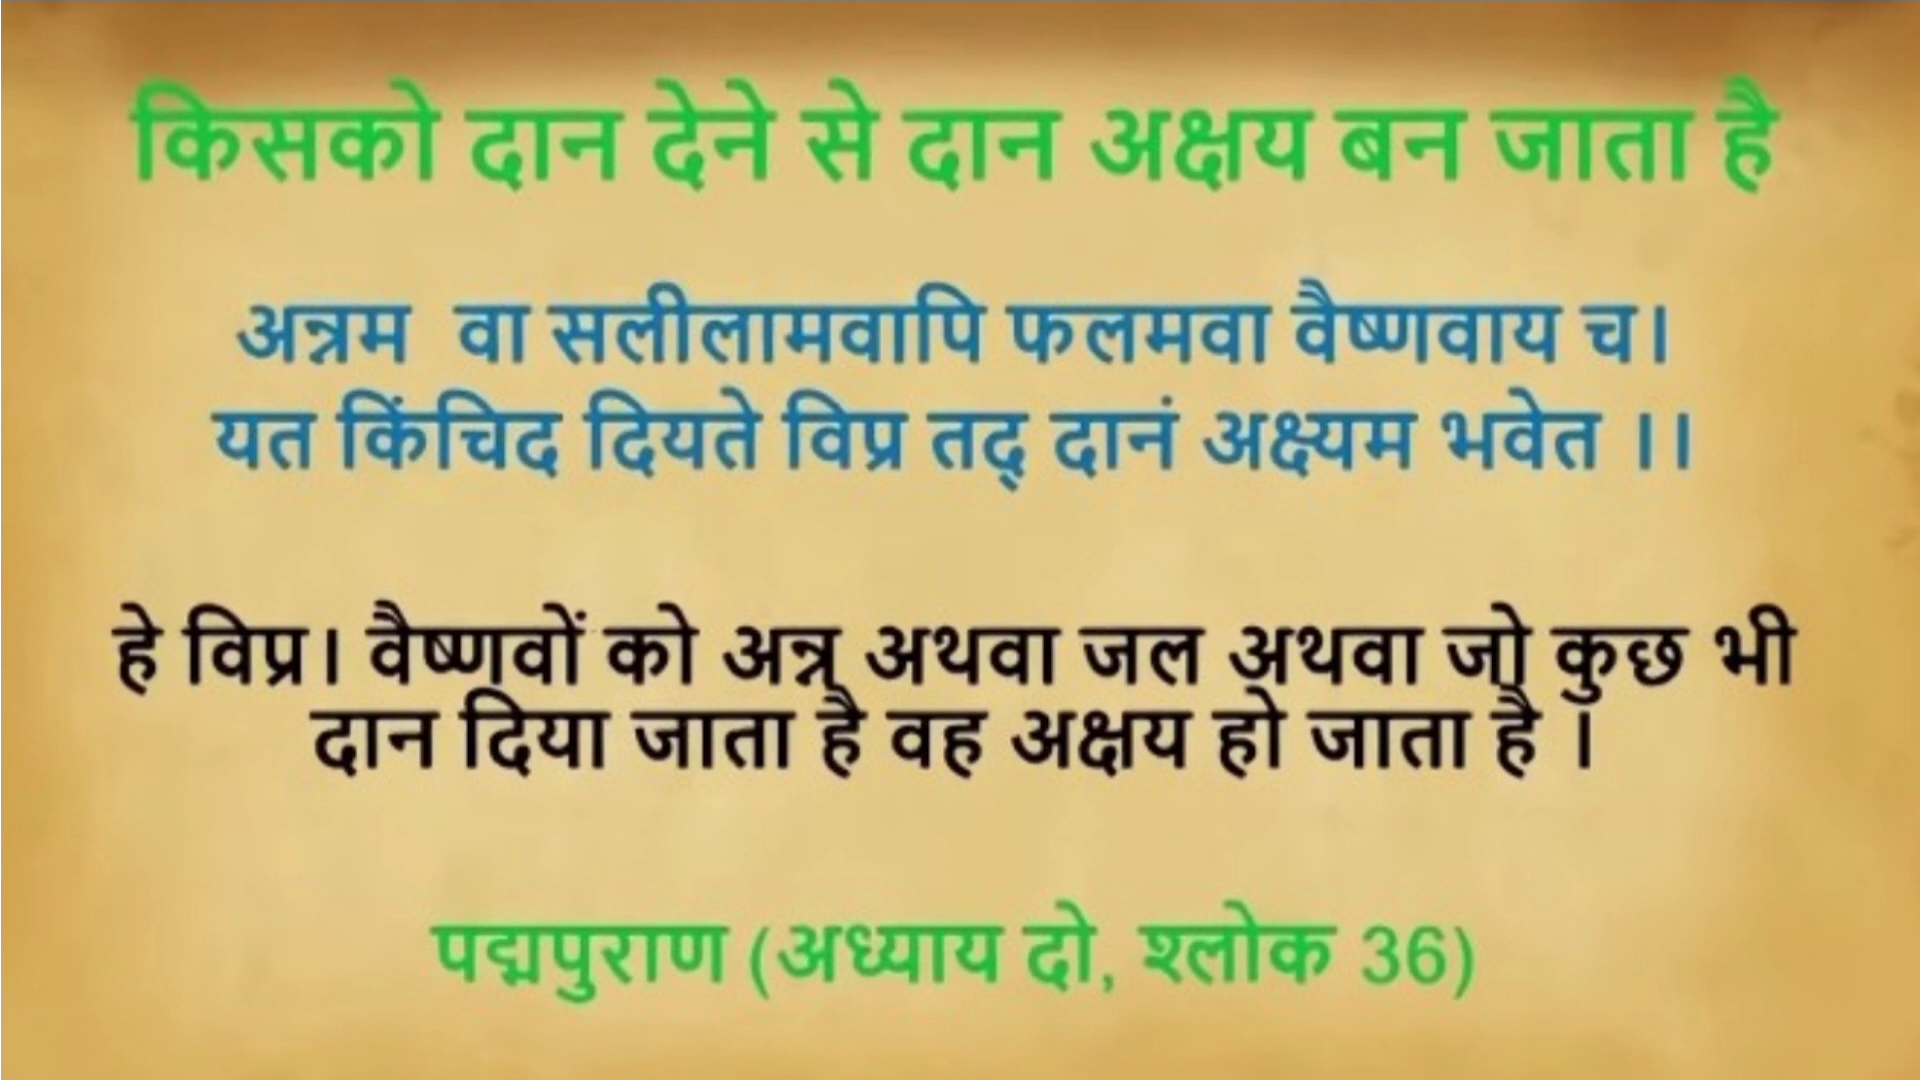 किसको दान देने से दान अक्षय बन जाता है
अन्नम वा सलीलामवापि फलमवा वैष्णवाय च।
यत किंचिद दियते विप्र तद् दानं अक्ष्यम भवेत ।।
हे विप्र। वैष्णवों को अन्न अथवा जल अथवा जो कुछ भी
दान दिया जाता है वह अक्षय हो जाता है ।
पद्मपुराण (अध्याय दो, श्लोक 36)